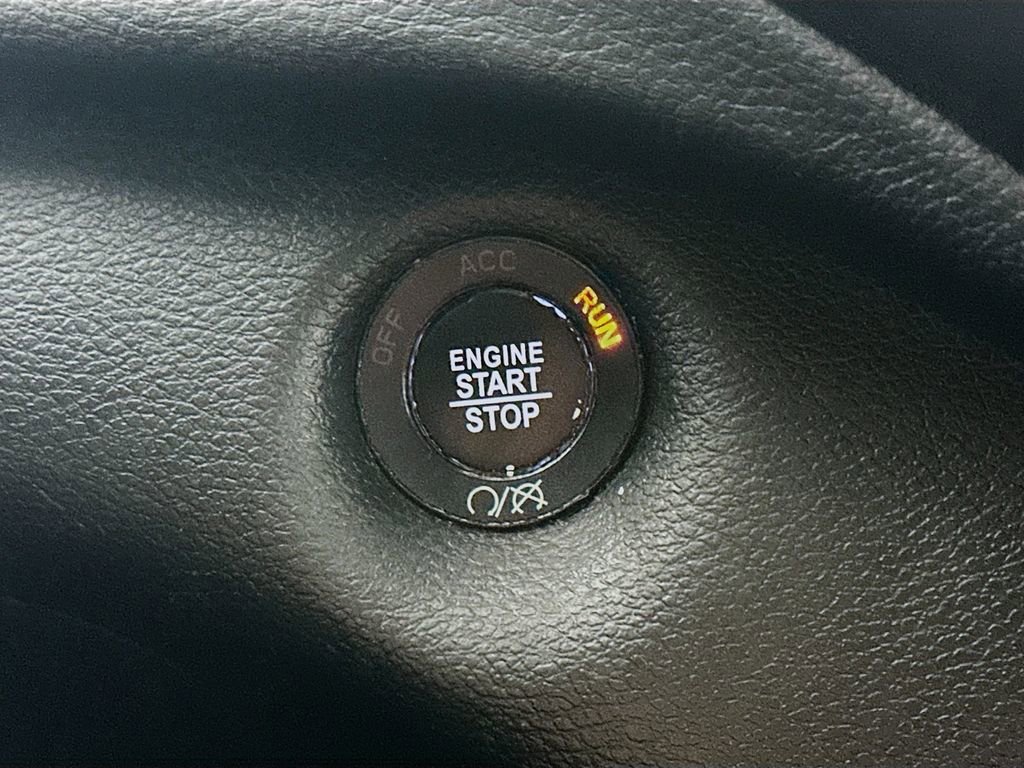 ACC
OFF
RUN
ENGINE
START
STOP